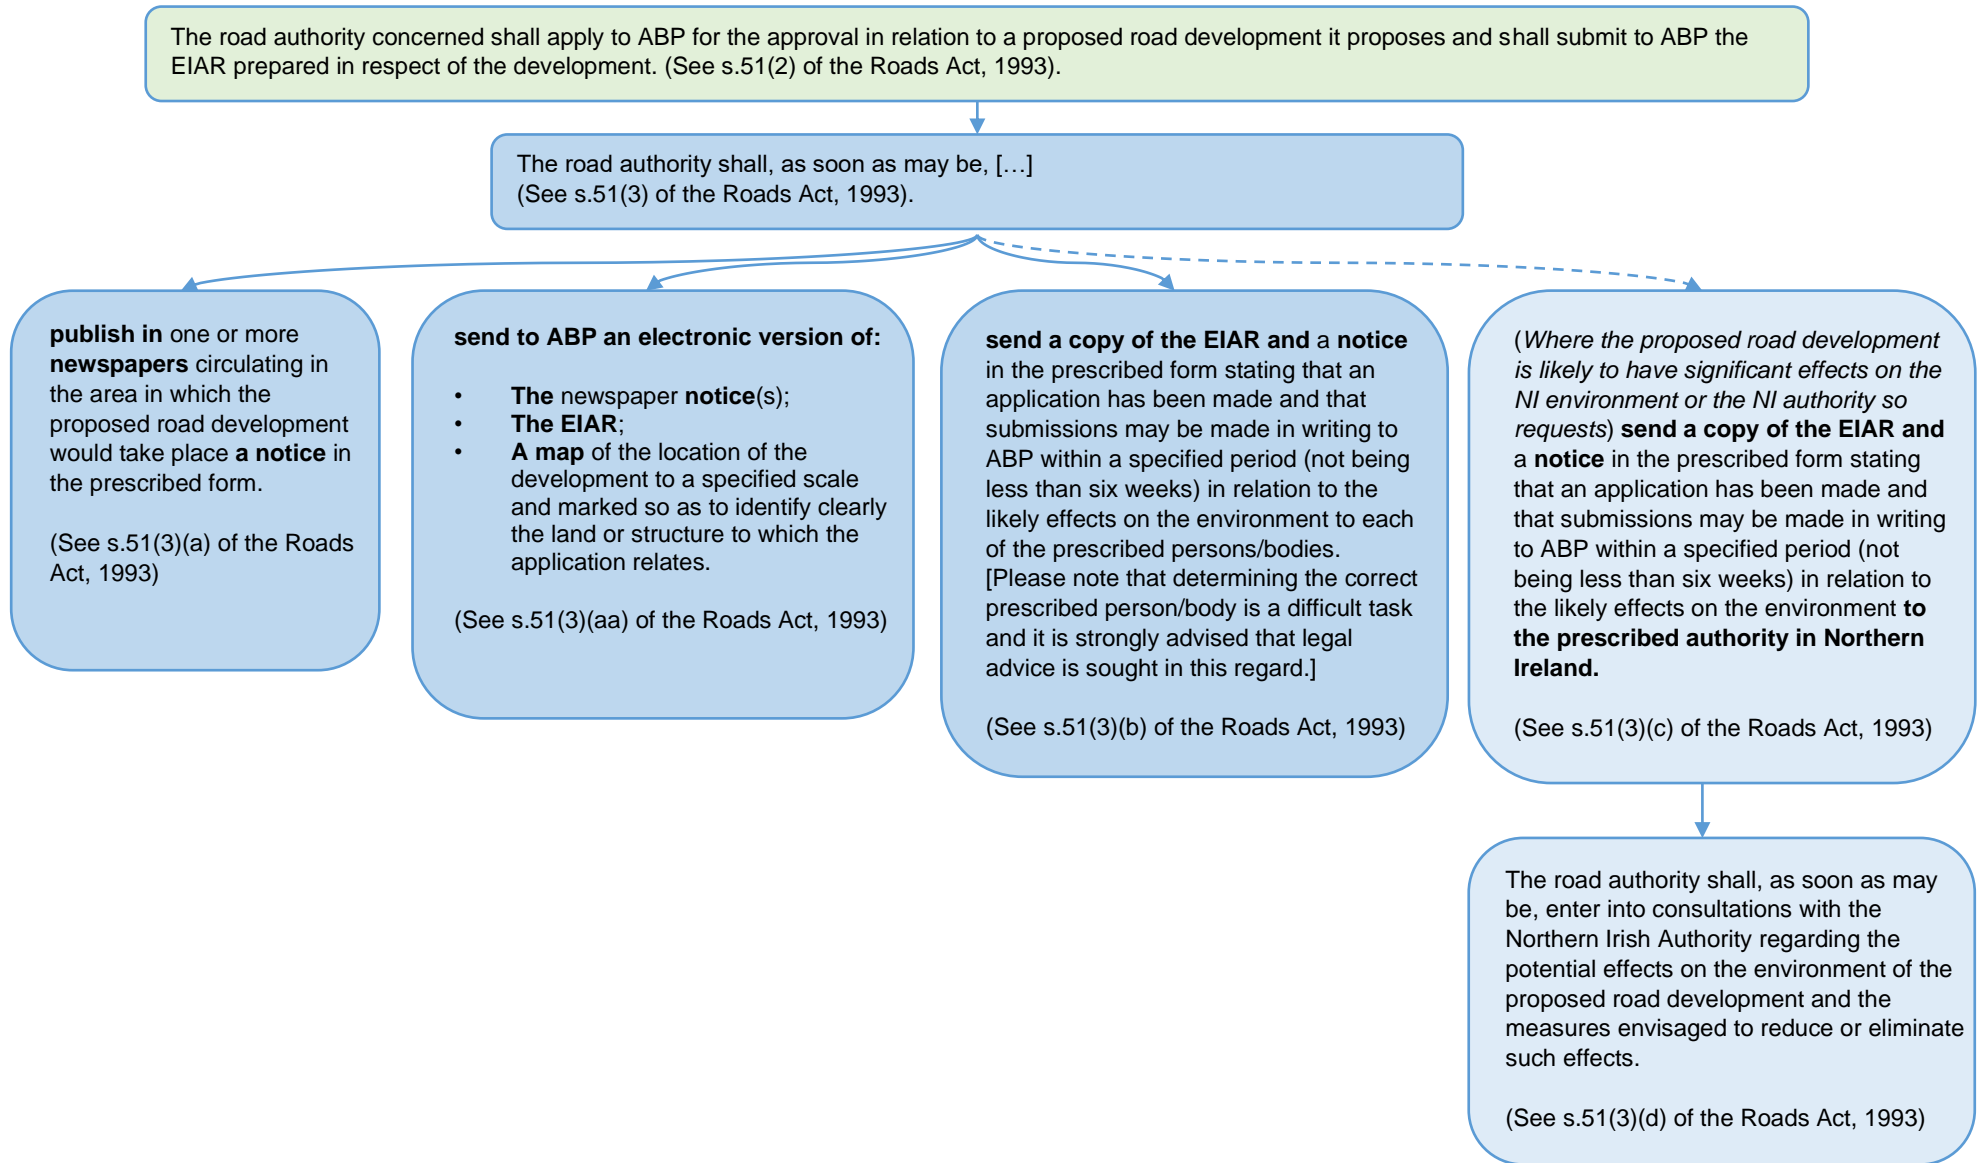 The road authority concerned shall apply to ABP for the approval in relation to a proposed road development it proposes and shall submit to ABP the
EIAR prepared in respect of the development. (See s.51(2) of the Roads Act, 1993).
The road authority shall, as soon as may be, […]
(See s.51(3) of the Roads Act, 1993).
publish in one or more
newspapers circulating in
the area in which the
proposed road development
would take place a notice in
the prescribed form.
(See s.51(3)(a) of the Roads
Act, 1993)
send to ABP an electronic version of:
• The newspaper notice(s);
• The EIAR;
• A map of the location of the
development to a specified scale
and marked so as to identify clearly
the land or structure to which the
application relates.
(See s.51(3)(aa) of the Roads Act, 1993)
send a copy of the EIAR and a notice
in the prescribed form stating that an
application has been made and that
submissions may be made in writing to
ABP within a specified period (not being
less than six weeks) in relation to the
likely effects on the environment to each
of the prescribed persons/bodies.
[Please note that determining the correct
prescribed person/body is a difficult task
and it is strongly advised that legal
advice is sought in this regard.]
(See s.51(3)(b) of the Roads Act, 1993)
(Where the proposed road development
is likely to have significant effects on the
NI environment or the NI authority so
requests) send a copy of the EIAR and
a notice in the prescribed form stating
that an application has been made and
that submissions may be made in writing
to ABP within a specified period (not
being less than six weeks) in relation to
the likely effects on the environment to
the prescribed authority in Northern
Ireland.
(See s.51(3)(c) of the Roads Act, 1993)
The road authority shall, as soon as may
be, enter into consultations with the
Northern Irish Authority regarding the
potential effects on the environment of the
proposed road development and the
measures envisaged to reduce or eliminate
such effects.
(See s.51(3)(d) of the Roads Act, 1993)